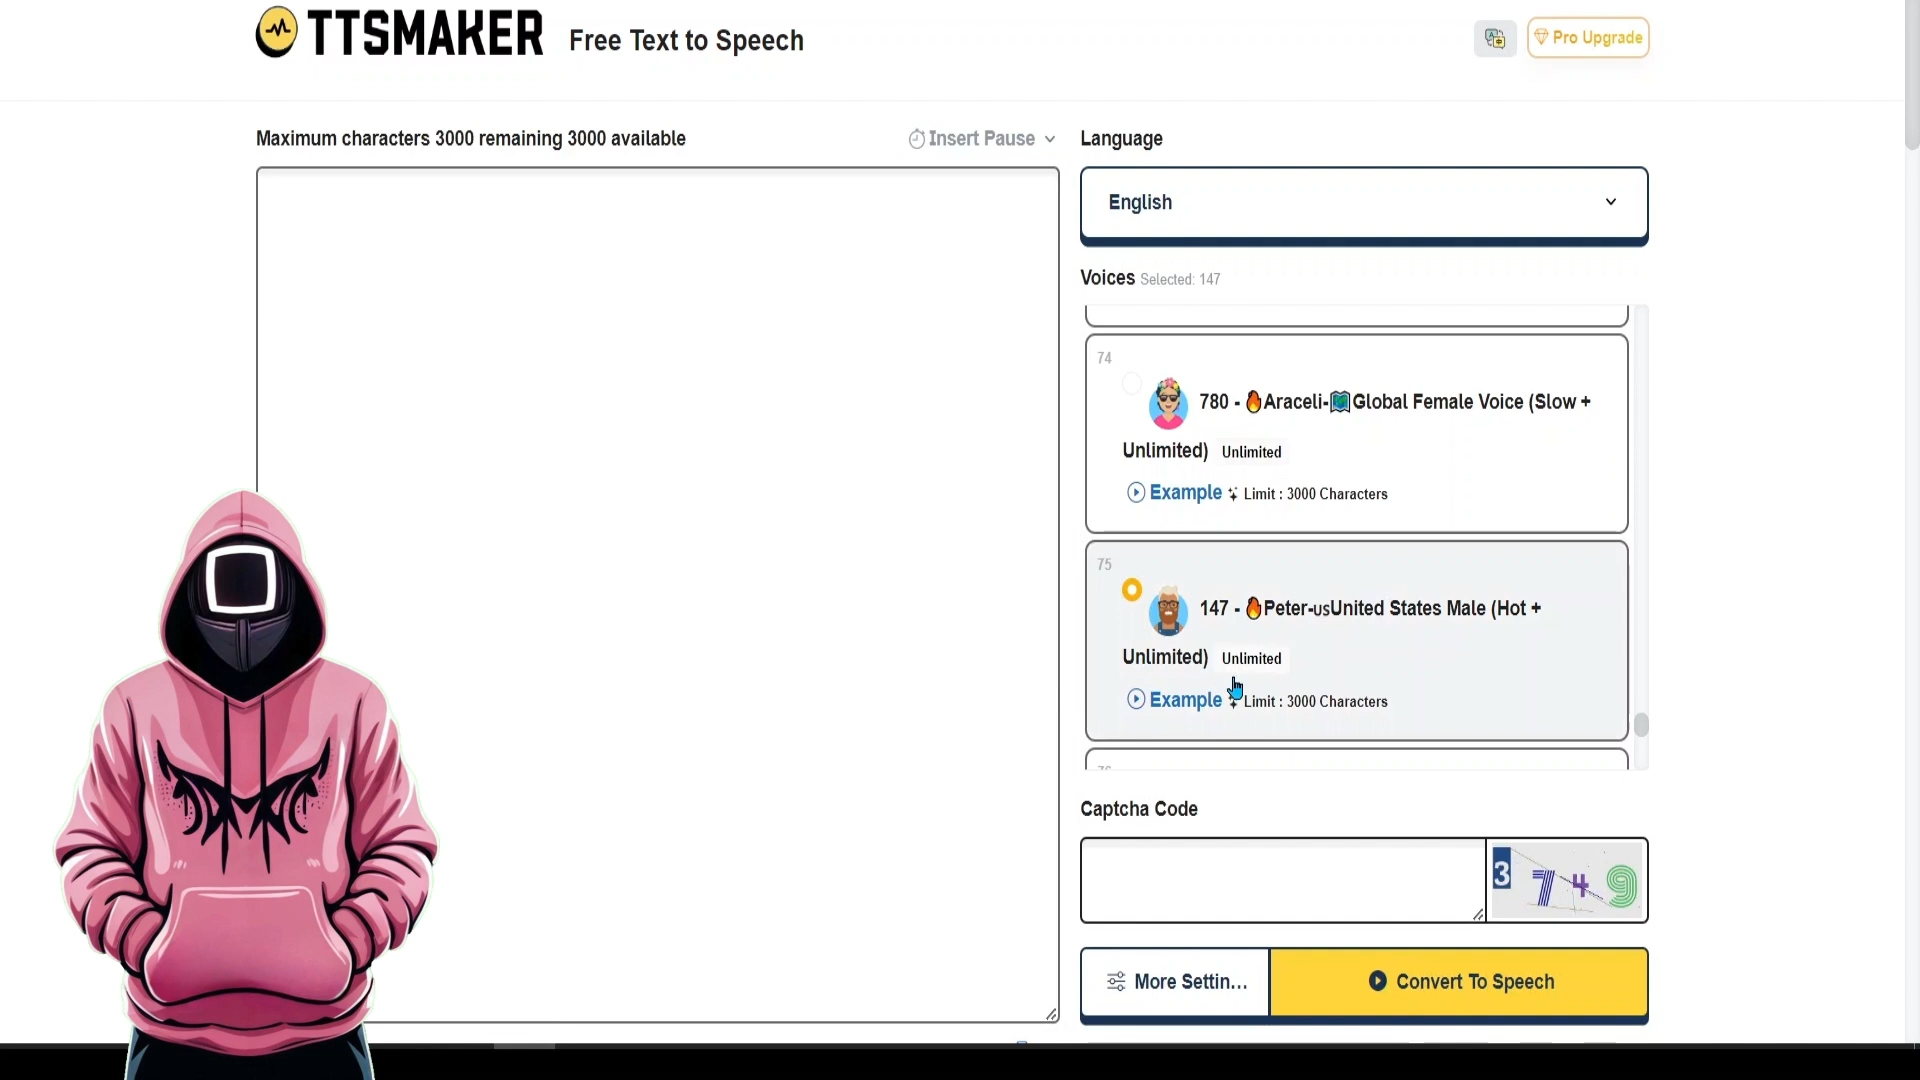 TTSMAKER
Free Text to Speech
Pro Upgrade
Maximum characters 3000 remaining 3000 available
Insert Pause
Language
English
Voices Selected: 147
74
780 - 🔥Araceli-🗺Global Female Voice (Slow +
Unlimited) Unlimited
Example Limit : 3000 Characters
75
147 - 🔥Peter-usUnited States Male (Hot +
Unlimited) Unlimited
Example Limit : 3000 Characters
Captcha Code
3 7 4 9
More Settin...
Convert To Speech